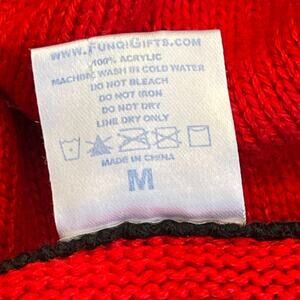 www.FunQiGifts.com
100% ACRYLIC
MACHINE WASH IN COLD WATER
DO NOT BLEACH
DO NOT IRON
DO NOT DRY
LINE DRY ONLY
MADE IN CHINA
M